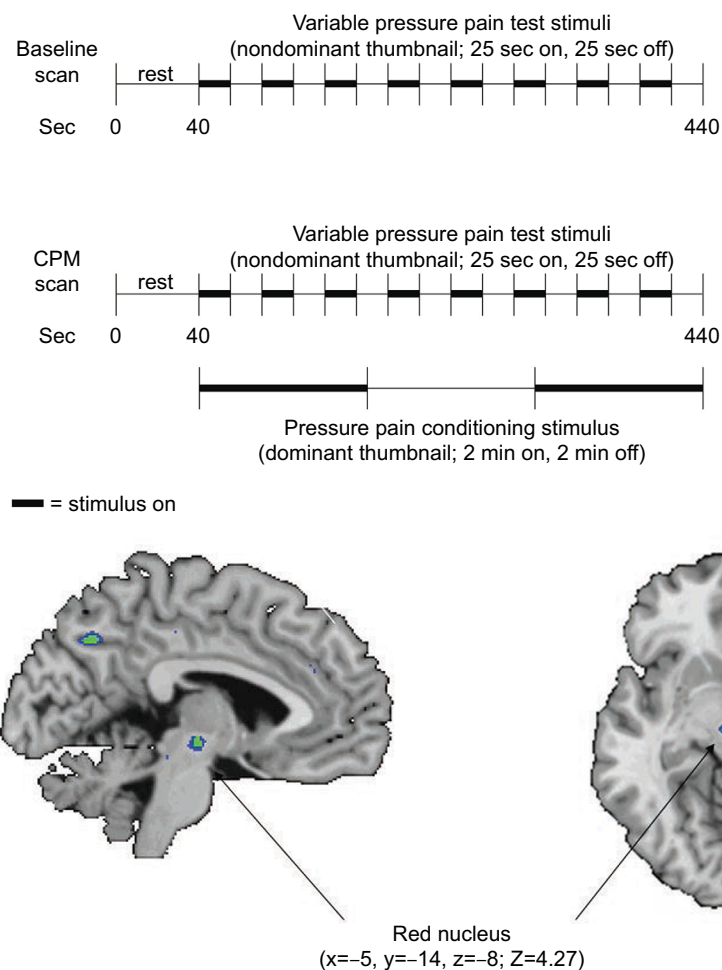 Variable pressure pain test stimuli
(nondominant thumbnail; 25 sec on, 25 sec off)
Baseline
scan
rest
Sec 0 40 440
Variable pressure pain test stimuli
(nondominant thumbnail; 25 sec on, 25 sec off)
CPM
scan
rest
Sec 0 40 440
Pressure pain conditioning stimulus
(dominant thumbnail; 2 min on, 2 min off)
= stimulus on
Red nucleus
(x=−5, y=−14, z=−8; Z=4.27)